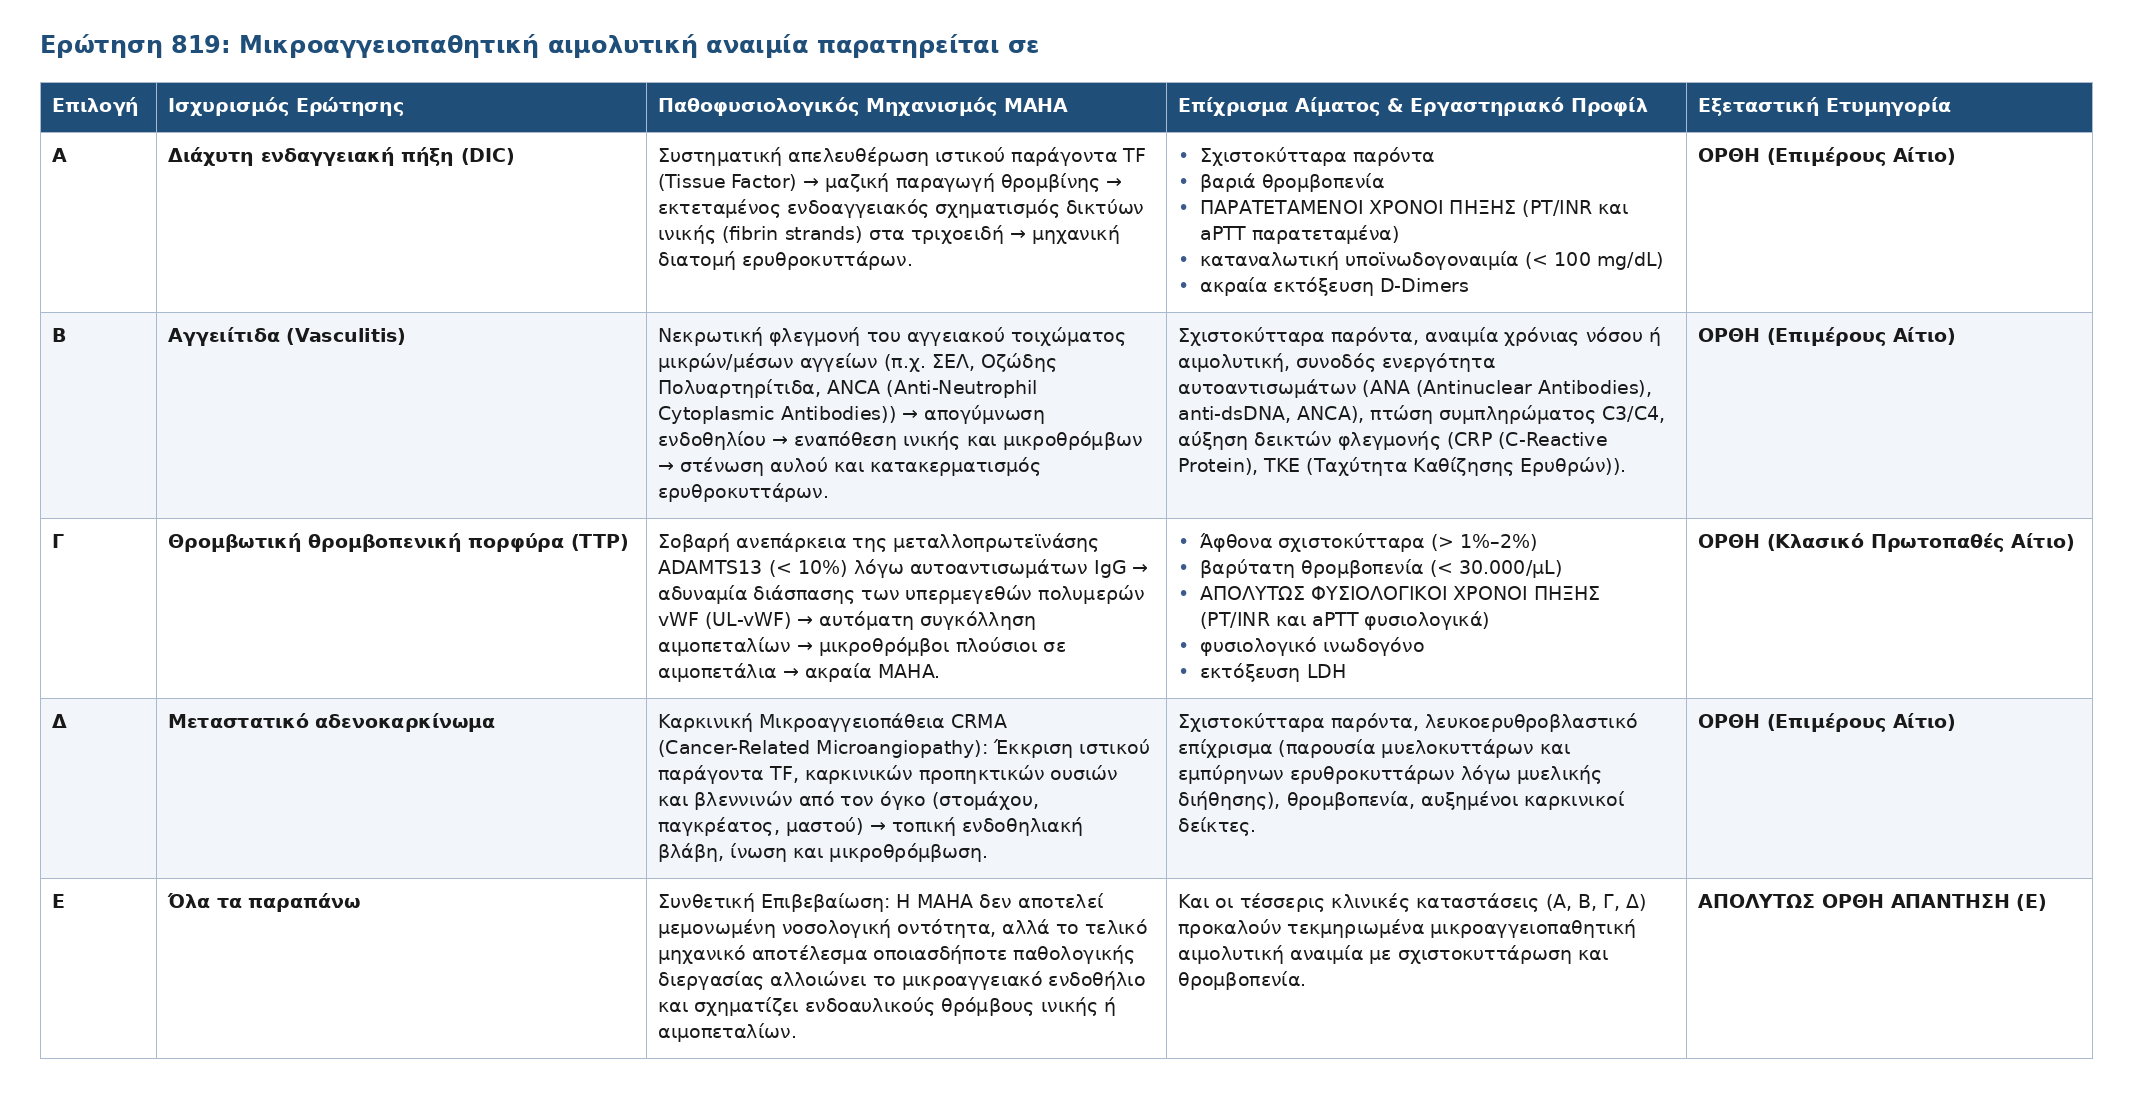 Ερώτηση 819: Μικροαγγειοπαθητική αιμολυτική αναιμία παρατηρείται σε
Επιλογή
Ισχυρισμός Ερώτησης
Παθοφυσιολογικός Μηχανισμός MAHA
Επίχρισμα Αίματος & Εργαστηριακό Προφίλ
Εξεταστική Ετυμηγορία
Α
Διάχυτη ενδαγγειακή πήξη (DIC)
Συστηματική απελευθέρωση ιστικού παράγοντα TF
(Tissue Factor) → μαζική παραγωγή θρομβίνης →
εκτεταμένος ενδοαγγειακός σχηματισμός δικτύων
ινικής (fibrin strands) στα τριχοειδή → μηχανική
διατομή ερυθροκυττάρων.
• Σχιστοκύτταρα παρόντα
• βαριά θρομβοπενία
• ΠΑΡΑΤΕΤΑΜΕΝΟΙ ΧΡΟΝΟΙ ΠΗΞΗΣ (PT/INR και
aPTT παρατεταμένα)
• καταναλωτική υποϊνωδογοναιμία (< 100 mg/dL)
• ακραία εκτόξευση D-Dimers
ΟΡΘΗ (Επιμέρους Αίτιο)
Β
Αγγειίτιδα (Vasculitis)
Νεκρωτική φλεγμονή του αγγειακού τοιχώματος
μικρών/μέσων αγγείων (π.χ. ΣΕΛ, Οζώδης
Πολυαρτηρίτιδα, ANCA (Anti-Neutrophil
Cytoplasmic Antibodies)) → απογύμνωση
ενδοθηλίου → εναπόθεση ινικής και μικροθρόμβων
→ στένωση αυλού και κατακερματισμός
ερυθροκυττάρων.
Σχιστοκύτταρα παρόντα, αναιμία χρόνιας νόσου ή
αιμολυτική, συνοδός ενεργότητα
αυτοαντισωμάτων (ANA (Antinuclear Antibodies),
anti-dsDNA, ANCA), πτώση συμπληρώματος C3/C4,
αύξηση δεικτών φλεγμονής (CRP (C-Reactive
Protein), ΤΚΕ (Ταχύτητα Καθίζησης Ερυθρών)).
ΟΡΘΗ (Επιμέρους Αίτιο)
Γ
Θρομβωτική θρομβοπενική πορφύρα (TTP)
Σοβαρή ανεπάρκεια της μεταλλοπρωτεϊνάσης
ADAMTS13 (< 10%) λόγω αυτοαντισωμάτων IgG →
αδυναμία διάσπασης των υπερμεγεθών πολυμερών
vWF (UL-vWF) → αυτόματη συγκόλληση
αιμοπεταλίων → μικροθρόμβοι πλούσιοι σε
αιμοπετάλια → ακραία MAHA.
• Άφθονα σχιστοκύτταρα (> 1%–2%)
• βαρύτατη θρομβοπενία (< 30.000/μL)
• ΑΠΟΛΥΤΩΣ ΦΥΣΙΟΛΟΓΙΚΟΙ ΧΡΟΝΟΙ ΠΗΞΗΣ
(PT/INR και aPTT φυσιολογικά)
• φυσιολογικό ινωδογόνο
• εκτόξευση LDH
ΟΡΘΗ (Κλασικό Πρωτοπαθές Αίτιο)
Δ
Μεταστατικό αδενοκαρκίνωμα
Καρκινική Μικροαγγειοπάθεια CRMA
(Cancer-Related Microangiopathy): Έκκριση ιστικού
παράγοντα TF, καρκινικών προπηκτικών ουσιών
και βλεννινών από τον όγκο (στομάχου,
παγκρέατος, μαστού) → τοπική ενδοθηλιακή
βλάβη, ίνωση και μικροθρόμβωση.
Σχιστοκύτταρα παρόντα, λευκοερυθροβλαστικό
επίχρισμα (παρουσία μυελοκυττάρων και
εμπύρηνων ερυθροκυττάρων λόγω μυελικής
διήθησης), θρομβοπενία, αυξημένοι καρκινικοί
δείκτες.
ΟΡΘΗ (Επιμέρους Αίτιο)
Ε
Όλα τα παραπάνω
Συνθετική Επιβεβαίωση: Η MAHA δεν αποτελεί
μεμονωμένη νοσολογική οντότητα, αλλά το τελικό
μηχανικό αποτέλεσμα οποιασδήποτε παθολογικής
διεργασίας αλλοιώνει το μικροαγγειακό ενδοθήλιο
και σχηματίζει ενδοαυλικούς θρόμβους ινικής ή
αιμοπεταλίων.
Και οι τέσσερις κλινικές καταστάσεις (Α, Β, Γ, Δ)
προκαλούν τεκμηριωμένα μικροαγγειοπαθητική
αιμολυτική αναιμία με σχιστοκυττάρωση και
θρομβοπενία.
ΑΠΟΛΥΤΩΣ ΟΡΘΗ ΑΠΑΝΤΗΣΗ (Ε)